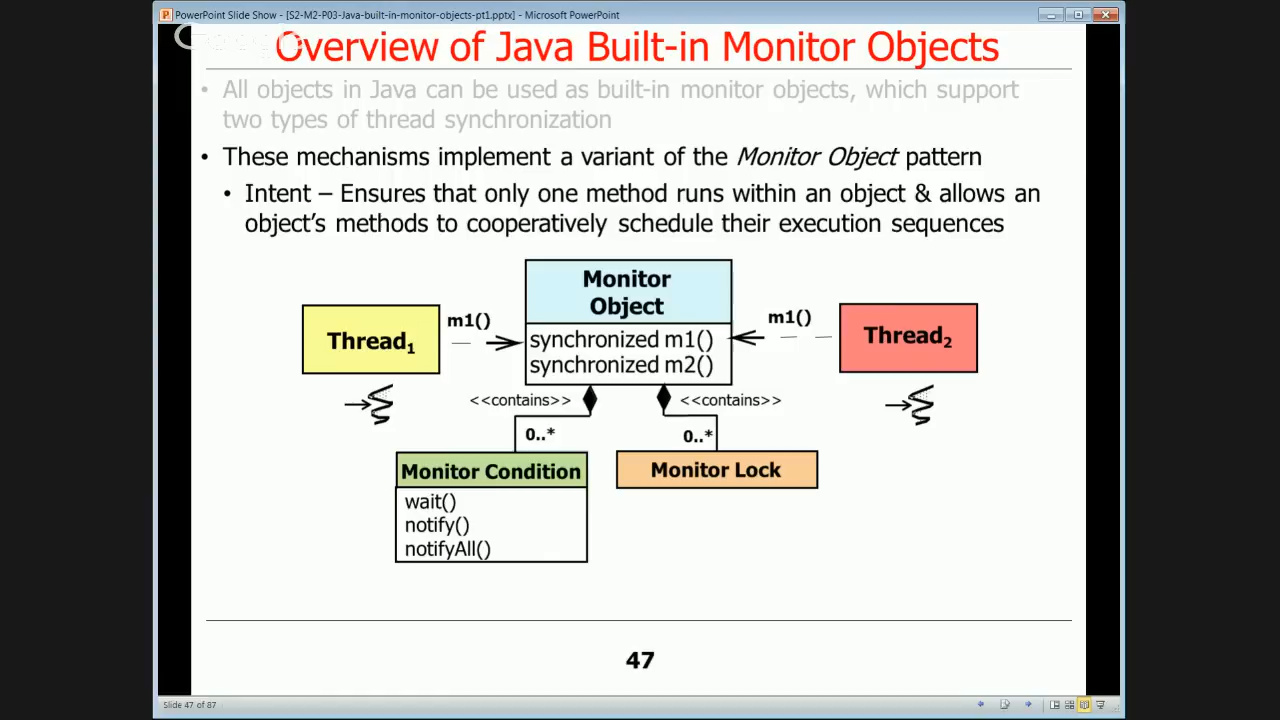 PowerPoint Slide Show - [S2-M2-P03-Java-built-in-monitor-objects-pt1.pptx] - Microsoft PowerPoint
Overview of Java Built-in Monitor Objects
• All objects in Java can be used as built-in monitor objects, which support
two types of thread synchronization
• These mechanisms implement a variant of the Monitor Object pattern
• Intent – Ensures that only one method runs within an object & allows an
object’s methods to cooperatively schedule their execution sequences
Monitor
Object
Thread1
m1()
synchronized m1()
synchronized m2()
m1()
Thread2
<<contains>>
<<contains>>
0..*
0..*
Monitor Condition
Monitor Lock
wait()
notify()
notifyAll()
47
Slide 47 of 87